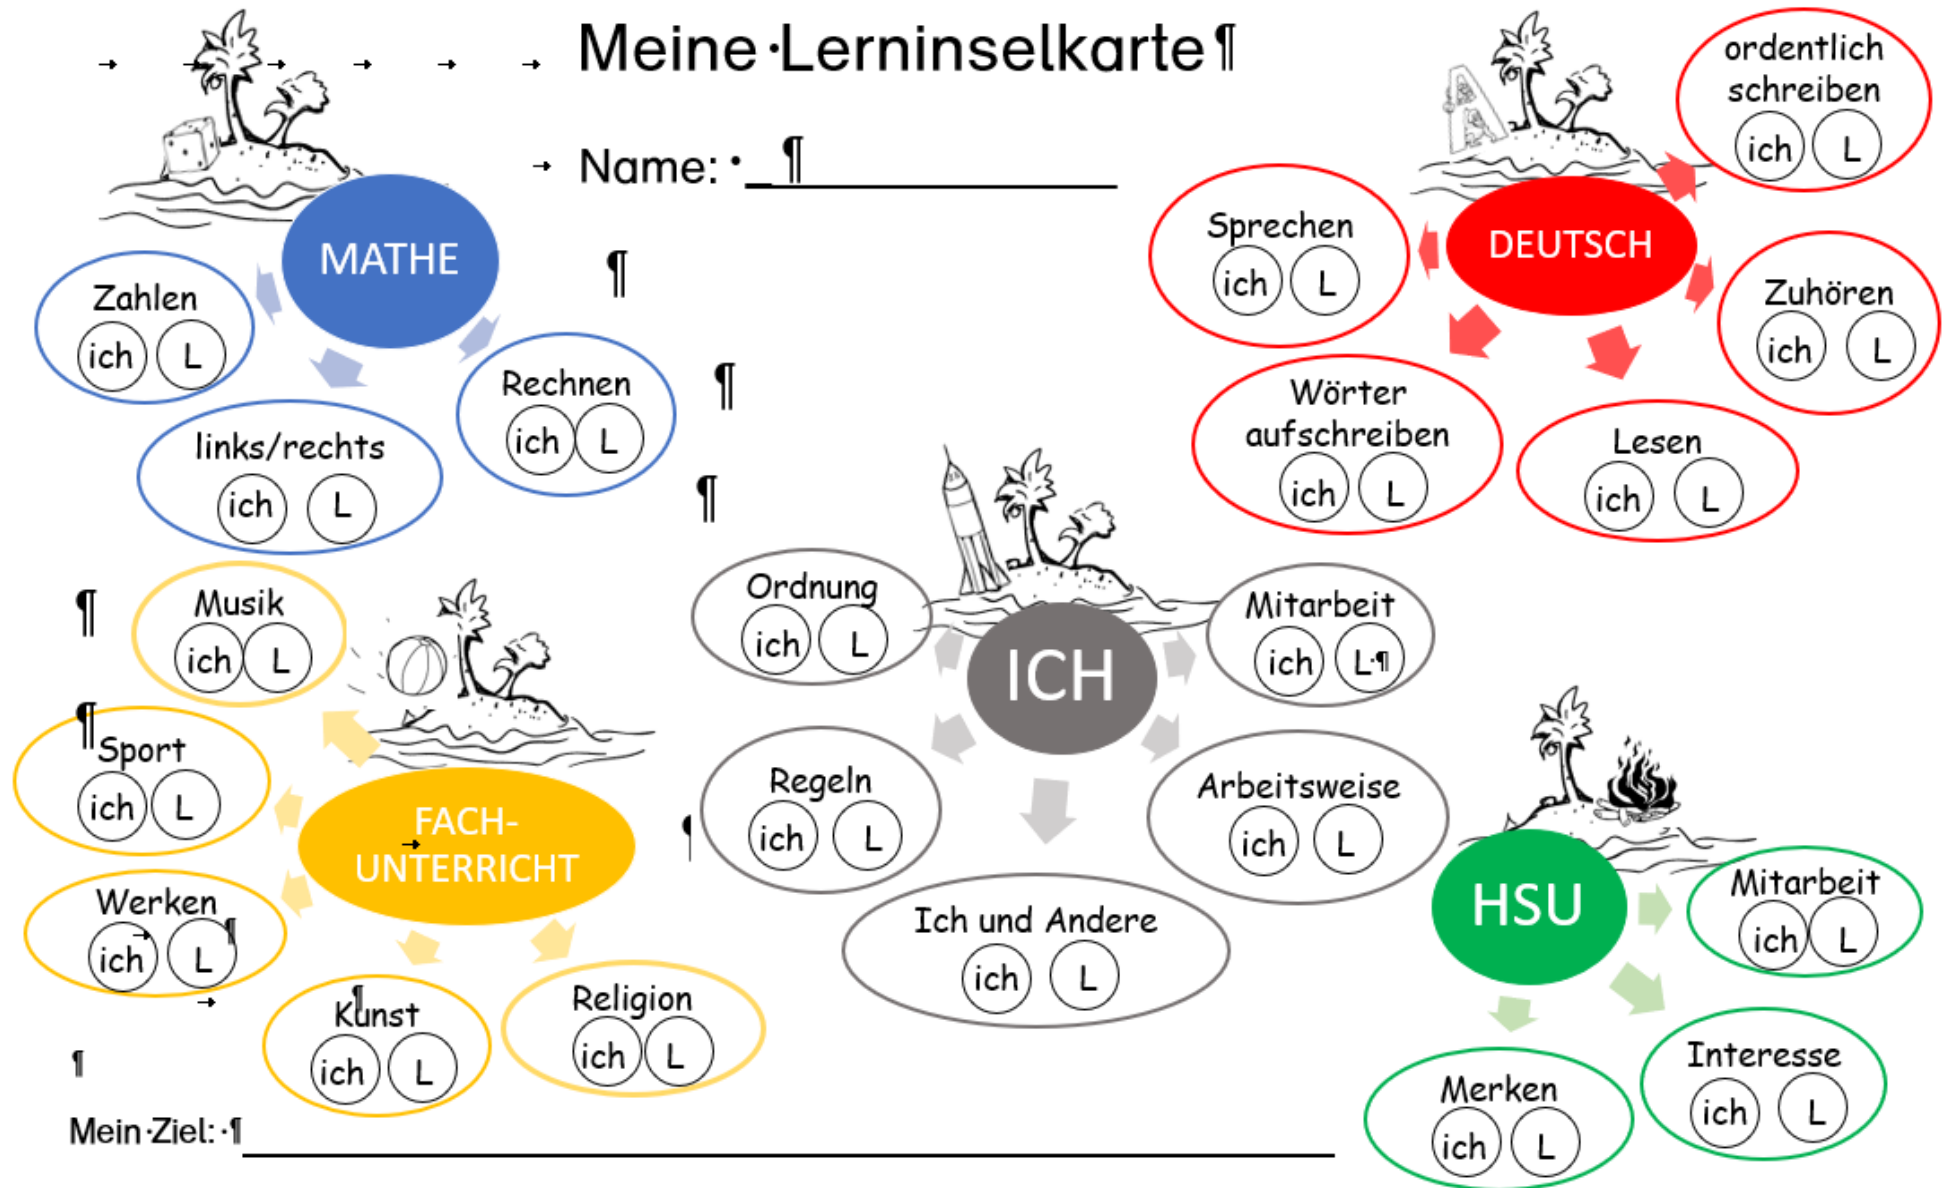 Meine Lerninselkarte
Name: _
MATHE
Zahlen
ich L
links/rechts
ich L
Rechnen
ich L
DEUTSCH
ordentlich
schreiben
ich L
Sprechen
ich L
Zuhören
ich L
Wörter
aufschreiben
ich L
Lesen
ich L
ICH
Ordnung
ich L
Mitarbeit
ich L
Regeln
ich L
Arbeitsweise
ich L
Ich und Andere
ich L
FACH-
UNTERRICHT
Musik
ich L
Sport
ich L
Werken
ich L
Kunst
ich L
Religion
ich L
HSU
Mitarbeit
ich L
Interesse
ich L
Merken
ich L
Mein Ziel: